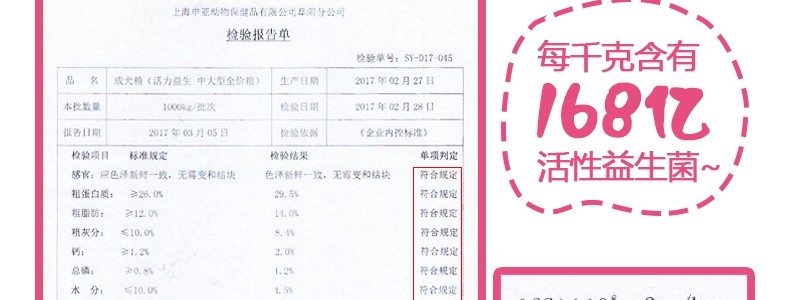 上海申亚动物保健品有限公司阜阳分公司
检验报告单
检验单号: SY-D17-045
品 名 成犬粮（活力益生 中大型全价粮） 生产日期 2017 年 02 月 27 日
本批数量 1000kg/批次 检验日期 2017 年 02 月 28 日
报告日期 2017 年 03 月 05 日 检验依据 《企业内控标准》
检验项目 标准规定 检验结果 单项判定
感官: 应色泽新鲜一致，无霉变和结块 色泽新鲜一致，无霉变和结块 符合规定
粗蛋白质: ≥26.0% 29.5% 符合规定
粗脂肪: ≥12.0% 14.0% 符合规定
粗灰分: ≤10.0% 8.4% 符合规定
钙: ≥1.2% 2.0% 符合规定
总磷: ≥0.8% 1.2% 符合规定
水 分: ≤10.0% 4.5% 符合规定
每千克含有
168亿
活性益生菌~